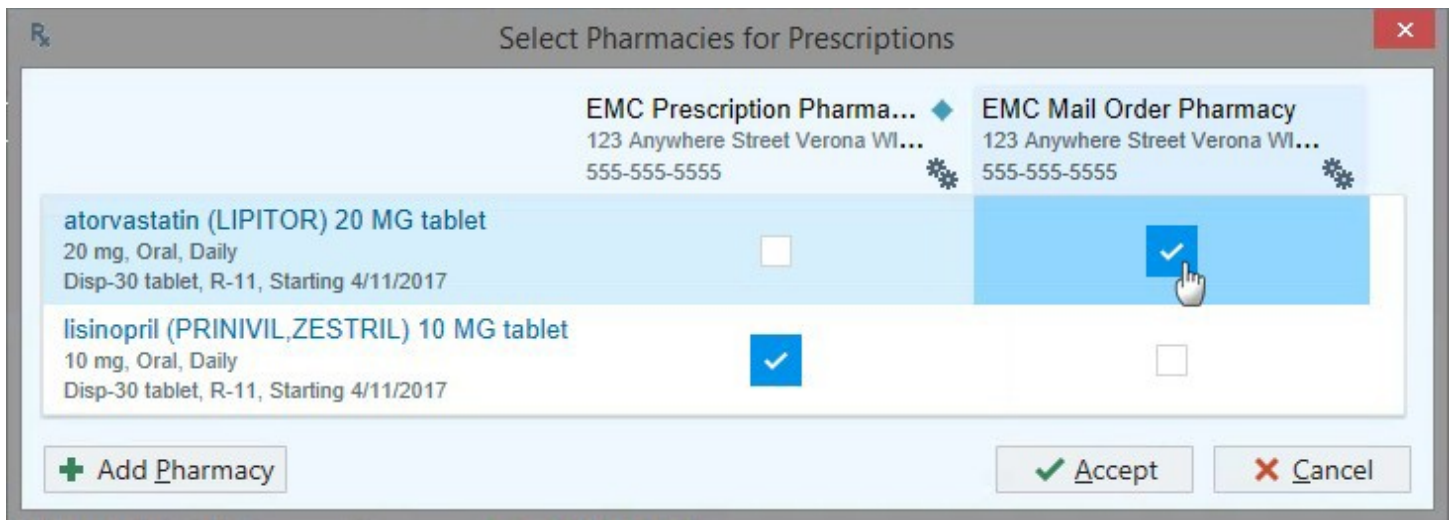 Rx
Select Pharmacies for Prescriptions
EMC Prescription Pharma...
123 Anywhere Street Verona WI...
555-555-5555
EMC Mail Order Pharmacy
123 Anywhere Street Verona WI...
555-555-5555
atorvastatin (LIPITOR) 20 MG tablet
20 mg, Oral, Daily
Disp-30 tablet, R-11, Starting 4/11/2017
lisinopril (PRINIVIL,ZESTRIL) 10 MG tablet
10 mg, Oral, Daily
Disp-30 tablet, R-11, Starting 4/11/2017
Add Pharmacy
Accept
Cancel